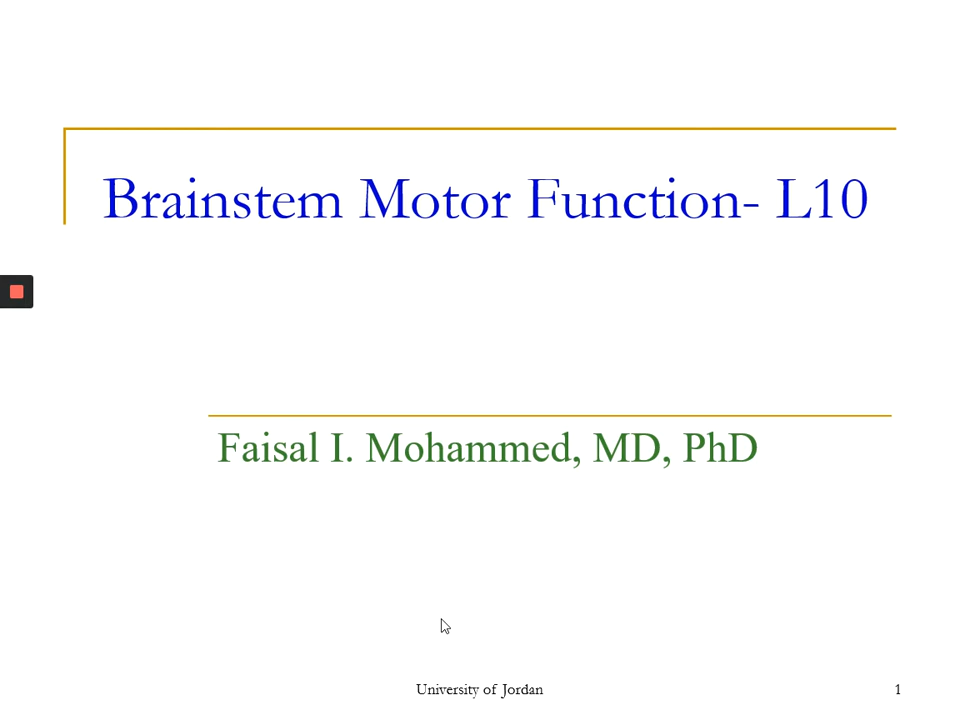 Brainstem Motor Function- L10
Faisal I. Mohammed, MD, PhD
University of Jordan
1